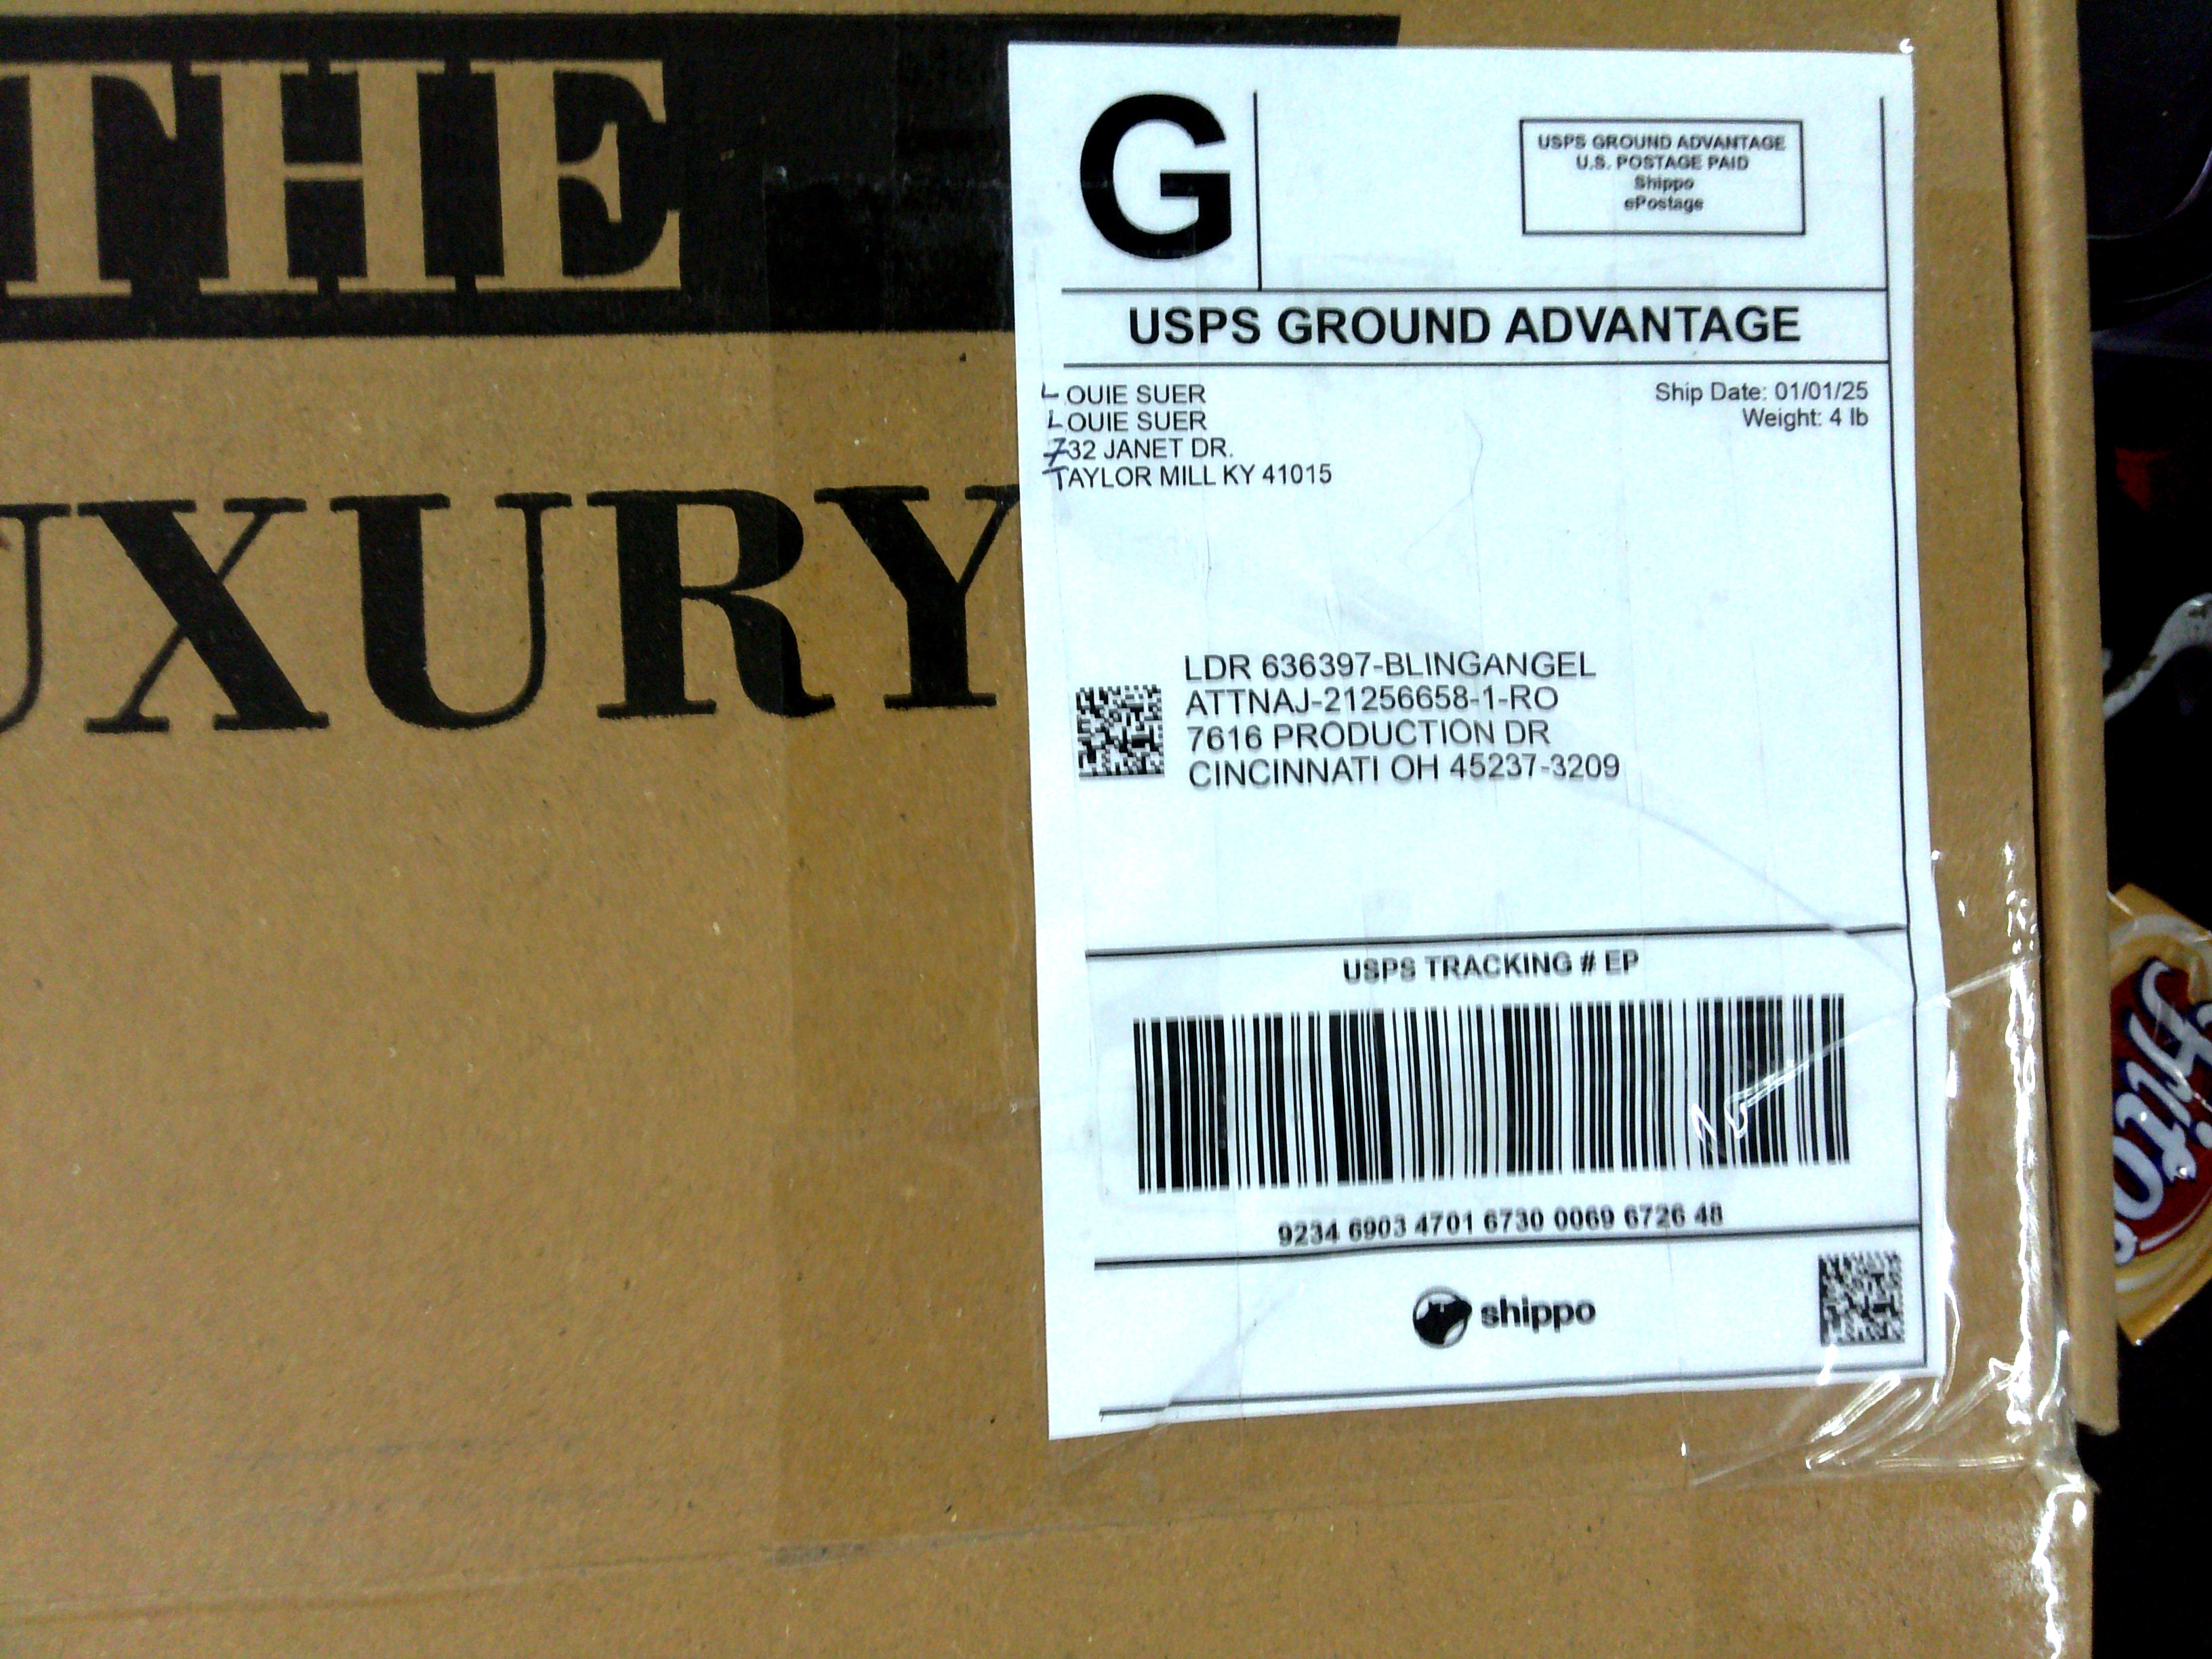 THE
UXURY
G
USPS GROUND ADVANTAGE
U.S. POSTAGE PAID
Shippo
ePostage
USPS GROUND ADVANTAGE
LOUIE SUER
LOUIE SUER
732 JANET DR.
TAYLOR MILL KY 41015
Ship Date: 01/01/25
Weight: 4 lb
LDR 636397-BLINGANGEL
ATTNAJ-21256658-1-RO
7616 PRODUCTION DR
CINCINNATI OH 45237-3209
USPS TRACKING # EP
9234 6903 4701 6730 0069 6726 48
shippo
Fritos